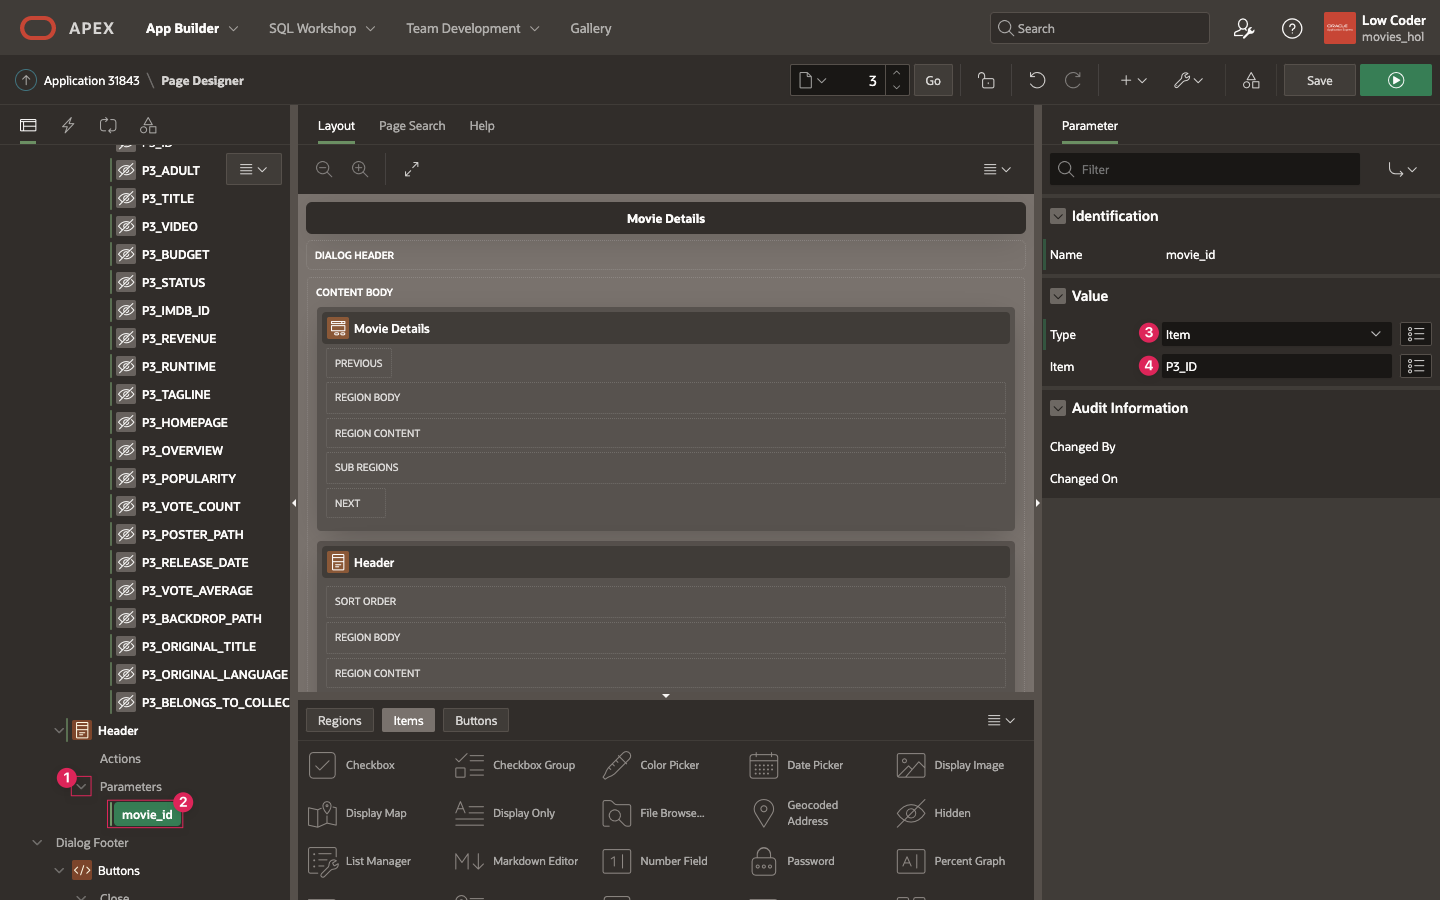 APEX
App Builder
SQL Workshop
Team Development
Gallery
Search
Low Coder
movies_hol
Application 31843 \ Page Designer
3
Go
Save
P3_ID
P3_ADULT
P3_TITLE
P3_VIDEO
P3_BUDGET
P3_STATUS
P3_IMDB_ID
P3_REVENUE
P3_RUNTIME
P3_TAGLINE
P3_HOMEPAGE
P3_OVERVIEW
P3_POPULARITY
P3_VOTE_COUNT
P3_POSTER_PATH
P3_RELEASE_DATE
P3_VOTE_AVERAGE
P3_BACKDROP_PATH
P3_ORIGINAL_TITLE
P3_ORIGINAL_LANGUAGE
P3_BELONGS_TO_COLLEC
Header
Actions
1
Parameters
movie_id
2
Dialog Footer
Buttons
Close
Layout
Page Search
Help
Movie Details
DIALOG HEADER
CONTENT BODY
Movie Details
PREVIOUS
REGION BODY
REGION CONTENT
SUB REGIONS
NEXT
Header
SORT ORDER
REGION BODY
REGION CONTENT
Regions
Items
Buttons
Checkbox
Checkbox Group
Color Picker
Date Picker
Display Image
Display Map
Display Only
File Browse...
Geocoded
Address
Hidden
List Manager
Markdown Editor
Number Field
Password
Percent Graph
Parameter
Filter
Identification
Name movie_id
Value
Type 3 Item
Item 4 P3_ID
Audit Information
Changed By
Changed On